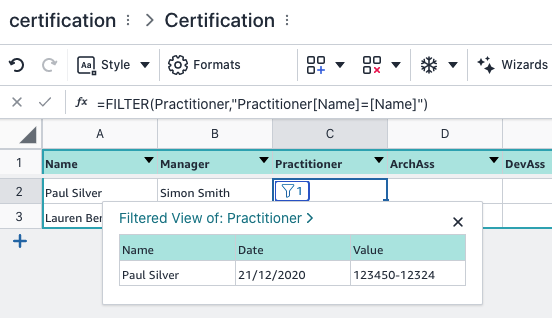 certification > Certification
Aa Style Formats Wizards
fx =FILTER(Practitioner,"Practitioner[Name]=[Name]")
A B C D
1 Name Manager Practitioner ArchAss DevAss
2 Paul Silver Simon Smith 1
3 Lauren Ber
Filtered View of: Practitioner >
Name Date Value
Paul Silver 21/12/2020 123450-12324